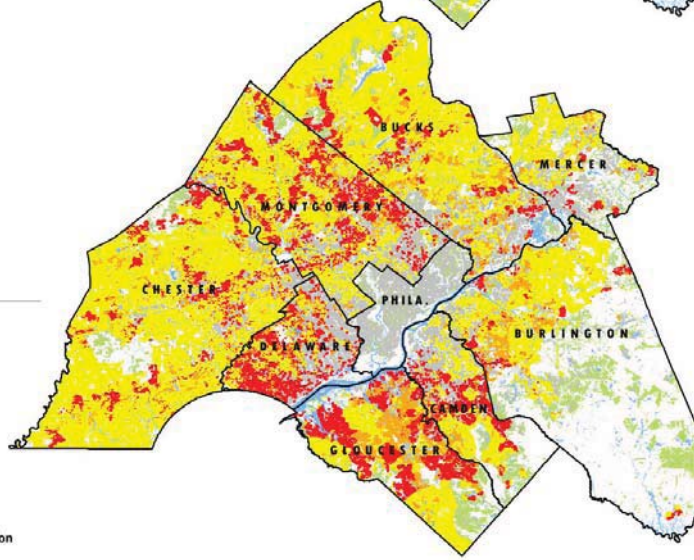 BUCKS
MERCER
MONTGOMERY
CHESTER
PHILA.
DELAWARE
BURLINGTON
CAMDEN
GLOUCESTER
on